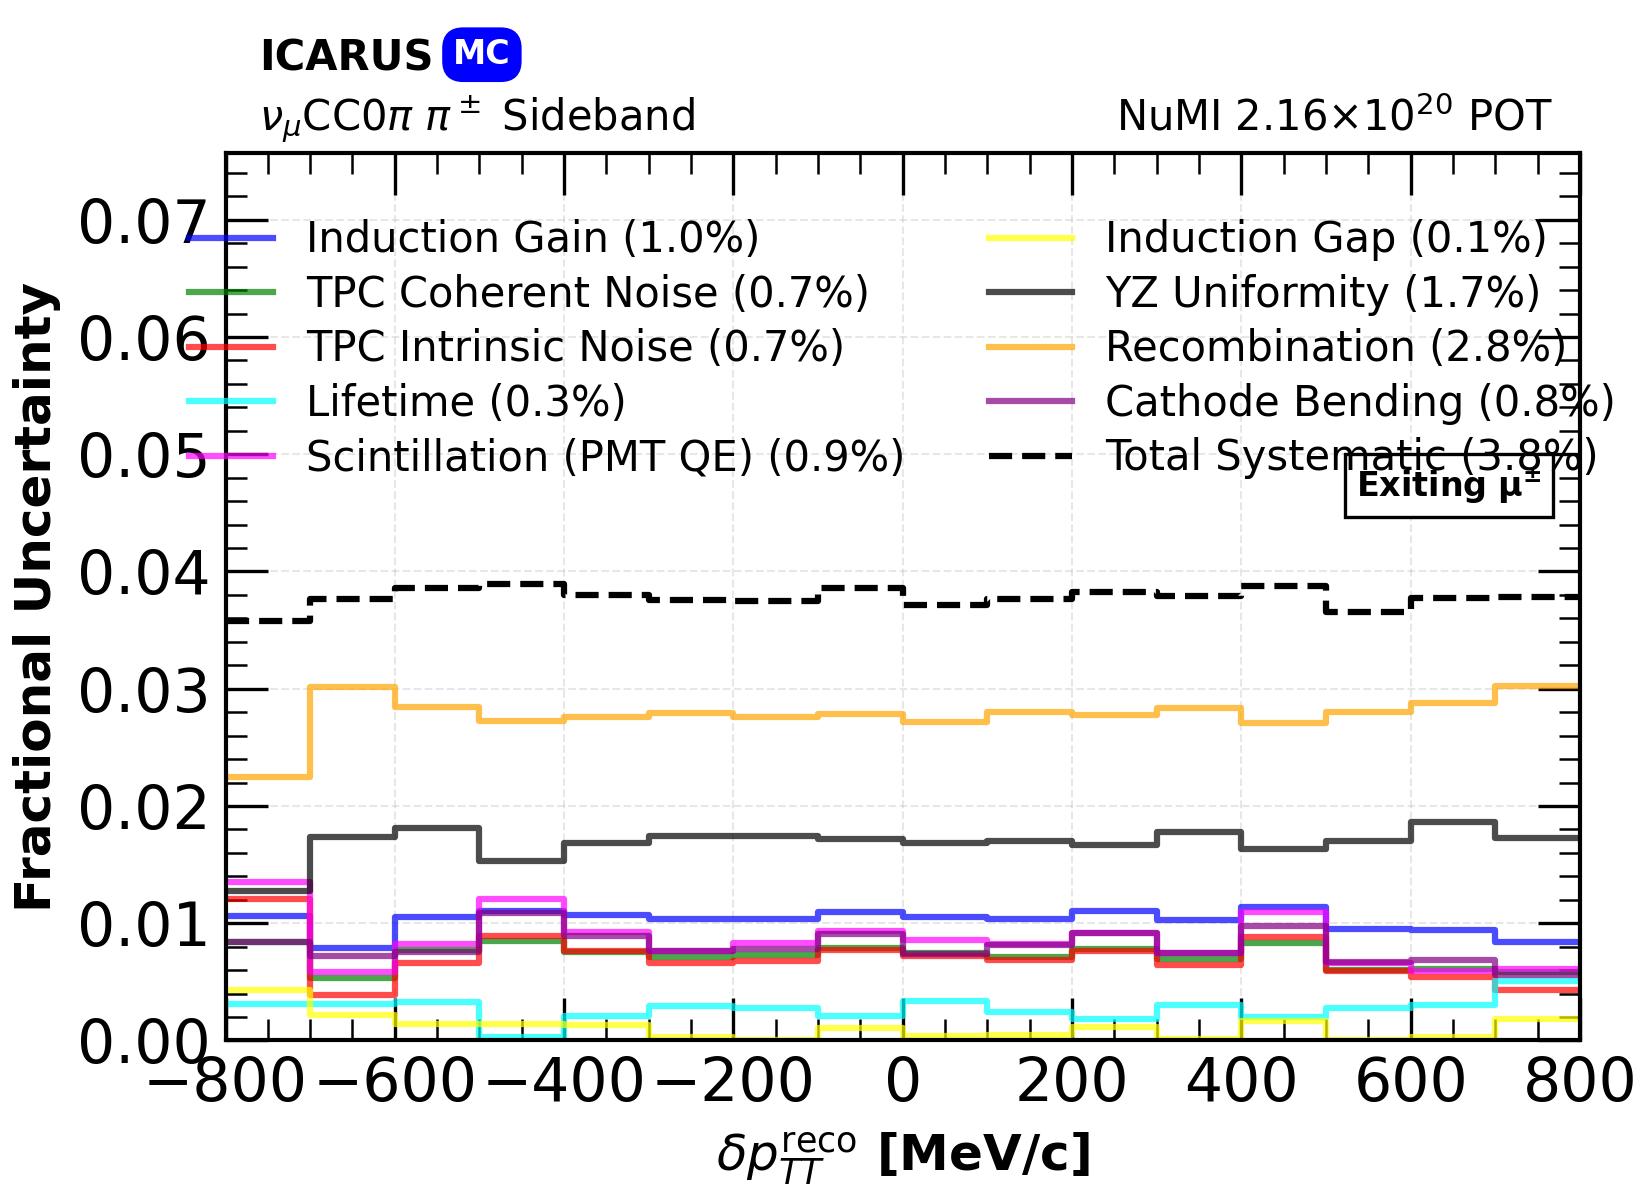 ICARUS MC
νμCC0π π± Sideband
NuMI 2.16×10²⁰ POT
Induction Gain (1.0%)
TPC Coherent Noise (0.7%)
TPC Intrinsic Noise (0.7%)
Lifetime (0.3%)
Scintillation (PMT QE) (0.9%)
Induction Gap (0.1%)
YZ Uniformity (1.7%)
Recombination (2.8%)
Cathode Bending (0.8%)
Total Systematic (3.8%)
Exiting μ±
Fractional Uncertainty
0.07
0.06
0.05
0.04
0.03
0.02
0.01
0.00
−800 −600 −400 −200 0 200 400 600 800
δp_TT^reco [MeV/c]